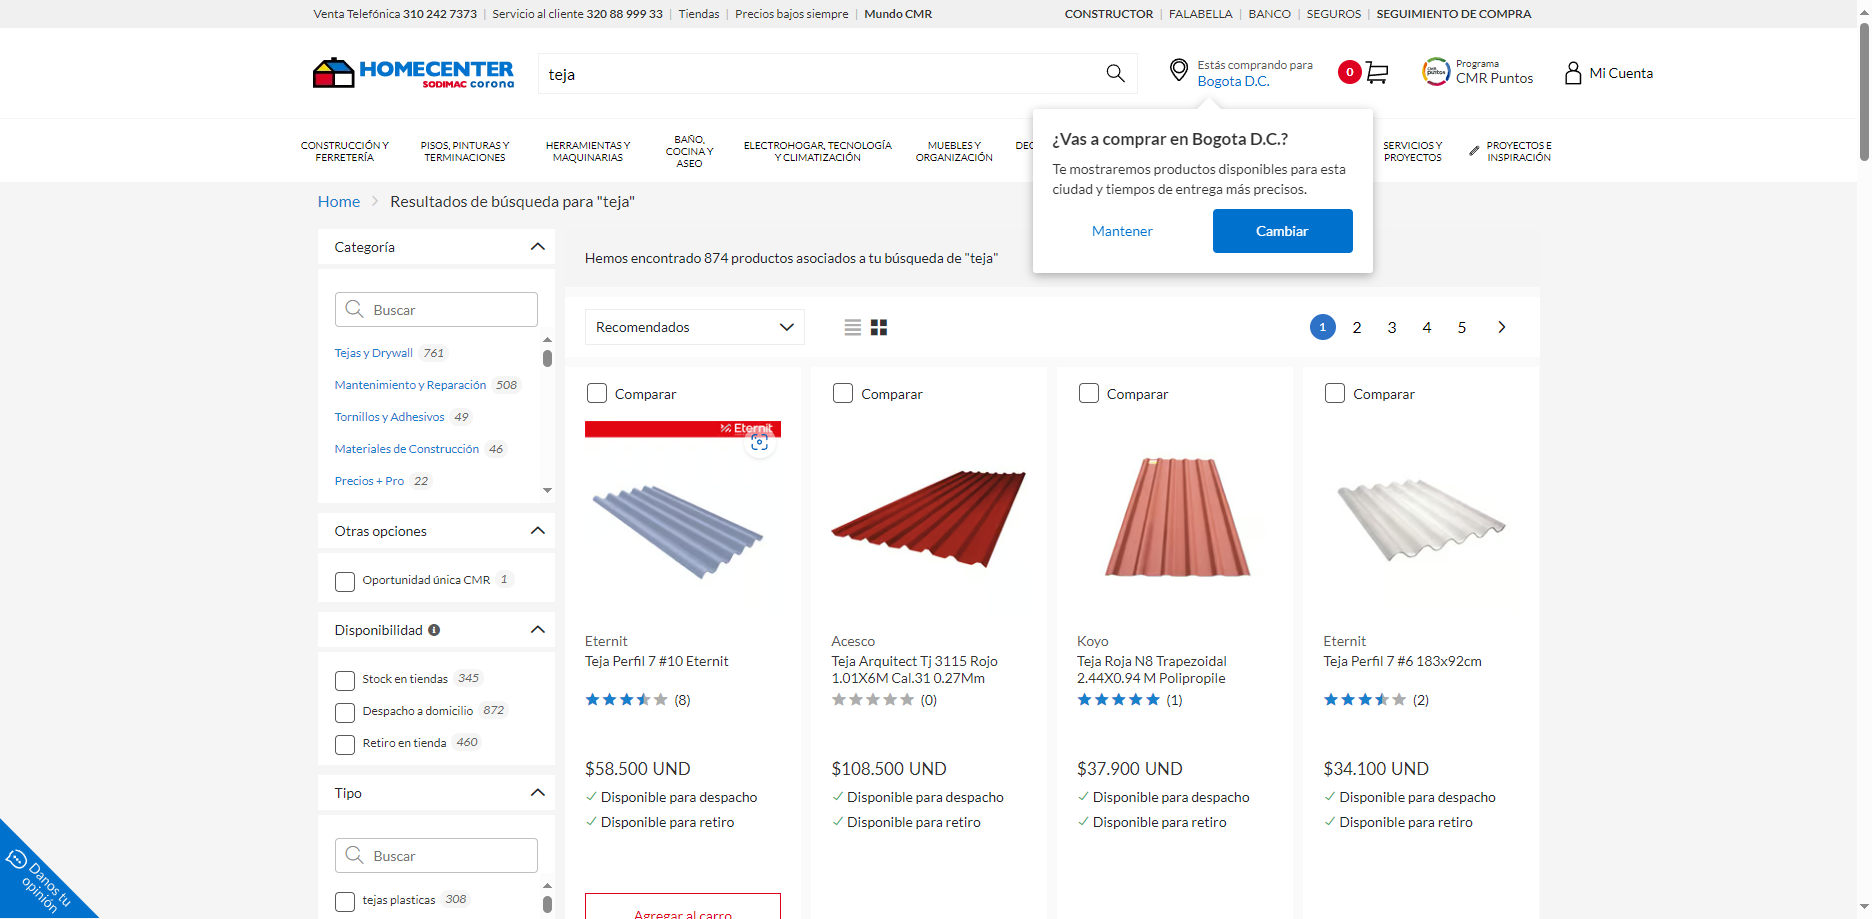 Venta Telefónica 310 242 7373 | Servicio al cliente 320 88 999 33 | Tiendas | Precios bajos siempre | Mundo CMR
CONSTRUCTOR | FALABELLA | BANCO | SEGUROS | SEGUIMIENTO DE COMPRA
HOMECENTER
SODIMAC corona
teja
Estás comprando para
Bogota D.C.
0
Programa
CMR Puntos
Mi Cuenta
CONSTRUCCIÓN Y
FERRETERÍA
PISOS, PINTURAS Y
TERMINACIONES
HERRAMIENTAS Y
MAQUINARIAS
BAÑO,
COCINA Y
ASEO
ELECTROHOGAR, TECNOLOGÍA
Y CLIMATIZACIÓN
MUEBLES Y
ORGANIZACIÓN
SERVICIOS Y
PROYECTOS
PROYECTOS E
INSPIRACIÓN
¿Vas a comprar en Bogota D.C.?
Te mostraremos productos disponibles para esta
ciudad y tiempos de entrega más precisos.
Mantener
Cambiar
Home > Resultados de búsqueda para "teja"
Categoría
Buscar
Tejas y Drywall 761
Mantenimiento y Reparación 508
Tornillos y Adhesivos 49
Materiales de Construcción 46
Precios + Pro 22
Otras opciones
Oportunidad única CMR 1
Disponibilidad
Stock en tiendas 345
Despacho a domicilio 872
Retiro en tienda 460
Tipo
Buscar
tejas plasticas 308
Danos tu
opinión
Hemos encontrado 874 productos asociados a tu búsqueda de "teja"
Recomendados
1 2 3 4 5
Comparar
Eternit
Eternit
Teja Perfil 7 #10 Eternit
(8)
$58.500 UND
Disponible para despacho
Disponible para retiro
Agregar al carro
Comparar
Acesco
Teja Arquitect Tj 3115 Rojo
1.01X6M Cal.31 0.27Mm
(0)
$108.500 UND
Disponible para despacho
Disponible para retiro
Comparar
Koyo
Teja Roja N8 Trapezoidal
2.44X0.94 M Polipropile
(1)
$37.900 UND
Disponible para despacho
Disponible para retiro
Comparar
Eternit
Teja Perfil 7 #6 183x92cm
(2)
$34.100 UND
Disponible para despacho
Disponible para retiro